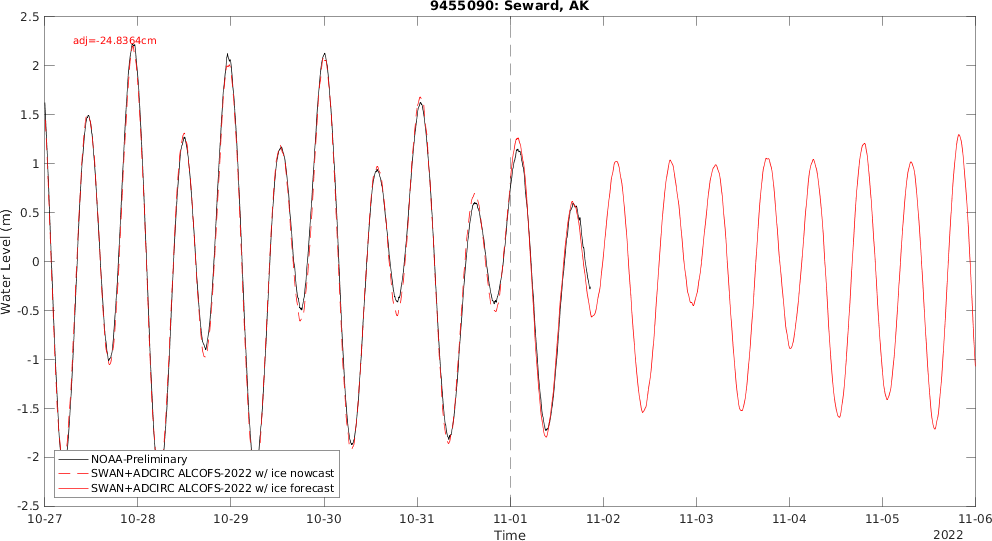 9455090: Seward, AK
adj=-24.8364cm
Water Level (m)
2.5
2
1.5
1
0.5
0
-0.5
-1
-1.5
-2
-2.5
NOAA-Preliminary
SWAN+ADCIRC ALCOFS-2022 w/ ice nowcast
SWAN+ADCIRC ALCOFS-2022 w/ ice forecast
10-27 10-28 10-29 10-30 10-31 11-01 11-02 11-03 11-04 11-05 11-06
Time
2022